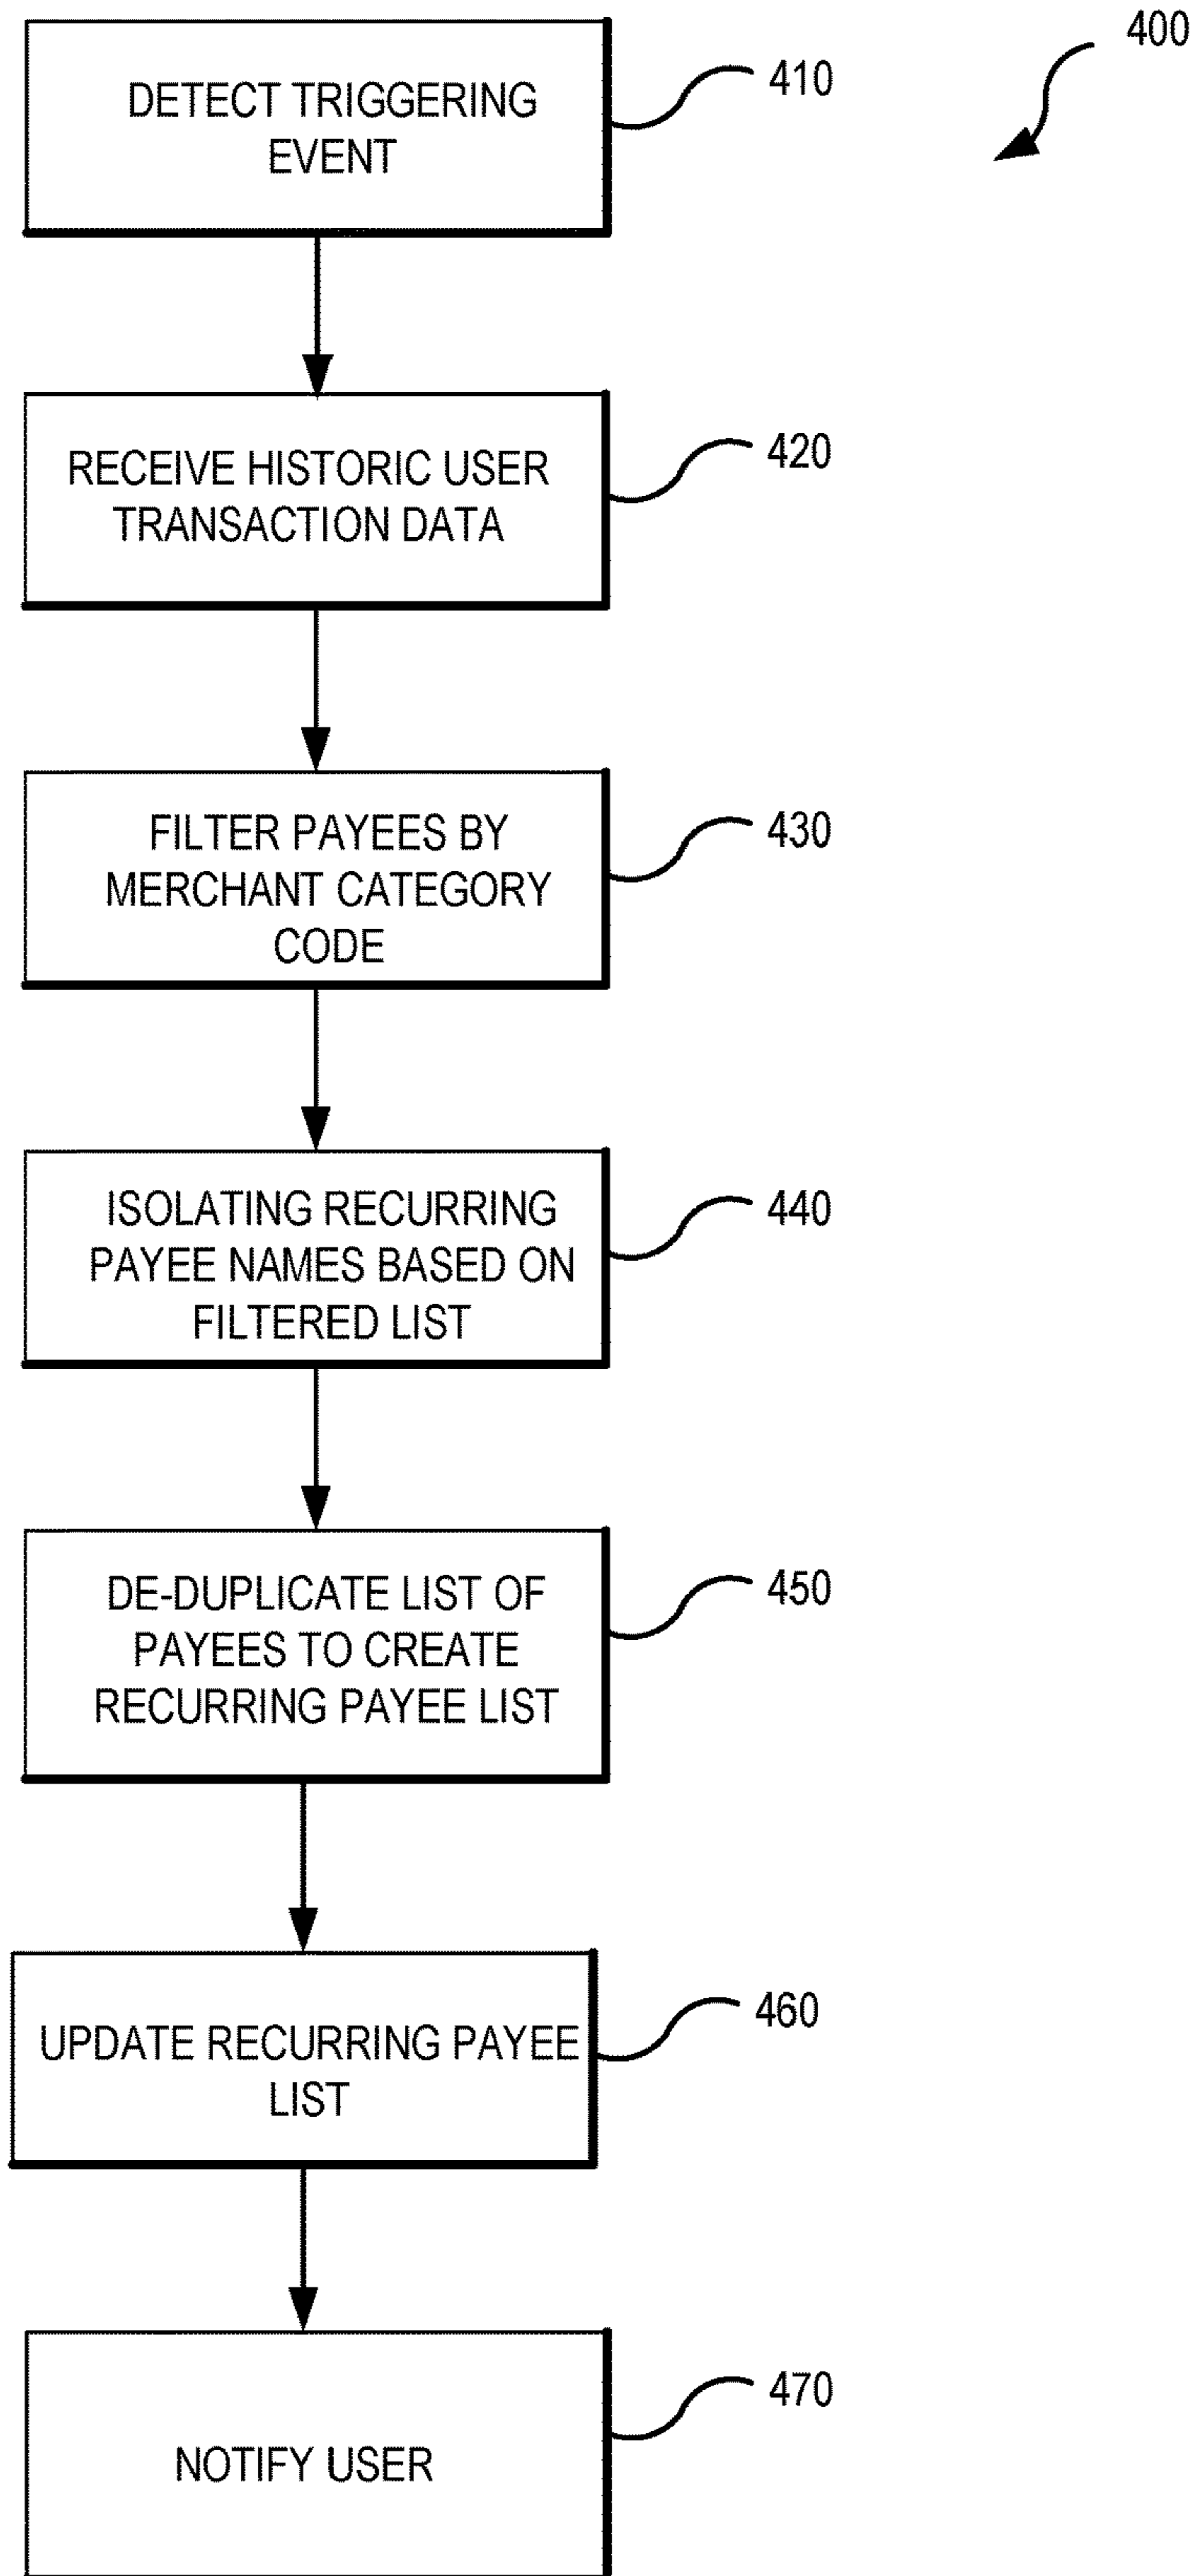 400
DETECT TRIGGERING
EVENT
410
RECEIVE HISTORIC USER
TRANSACTION DATA
420
FILTER PAYEES BY
MERCHANT CATEGORY
CODE
430
ISOLATING RECURRING
PAYEE NAMES BASED ON
FILTERED LIST
440
DE-DUPLICATE LIST OF
PAYEES TO CREATE
RECURRING PAYEE LIST
450
UPDATE RECURRING PAYEE
LIST
460
NOTIFY USER
470